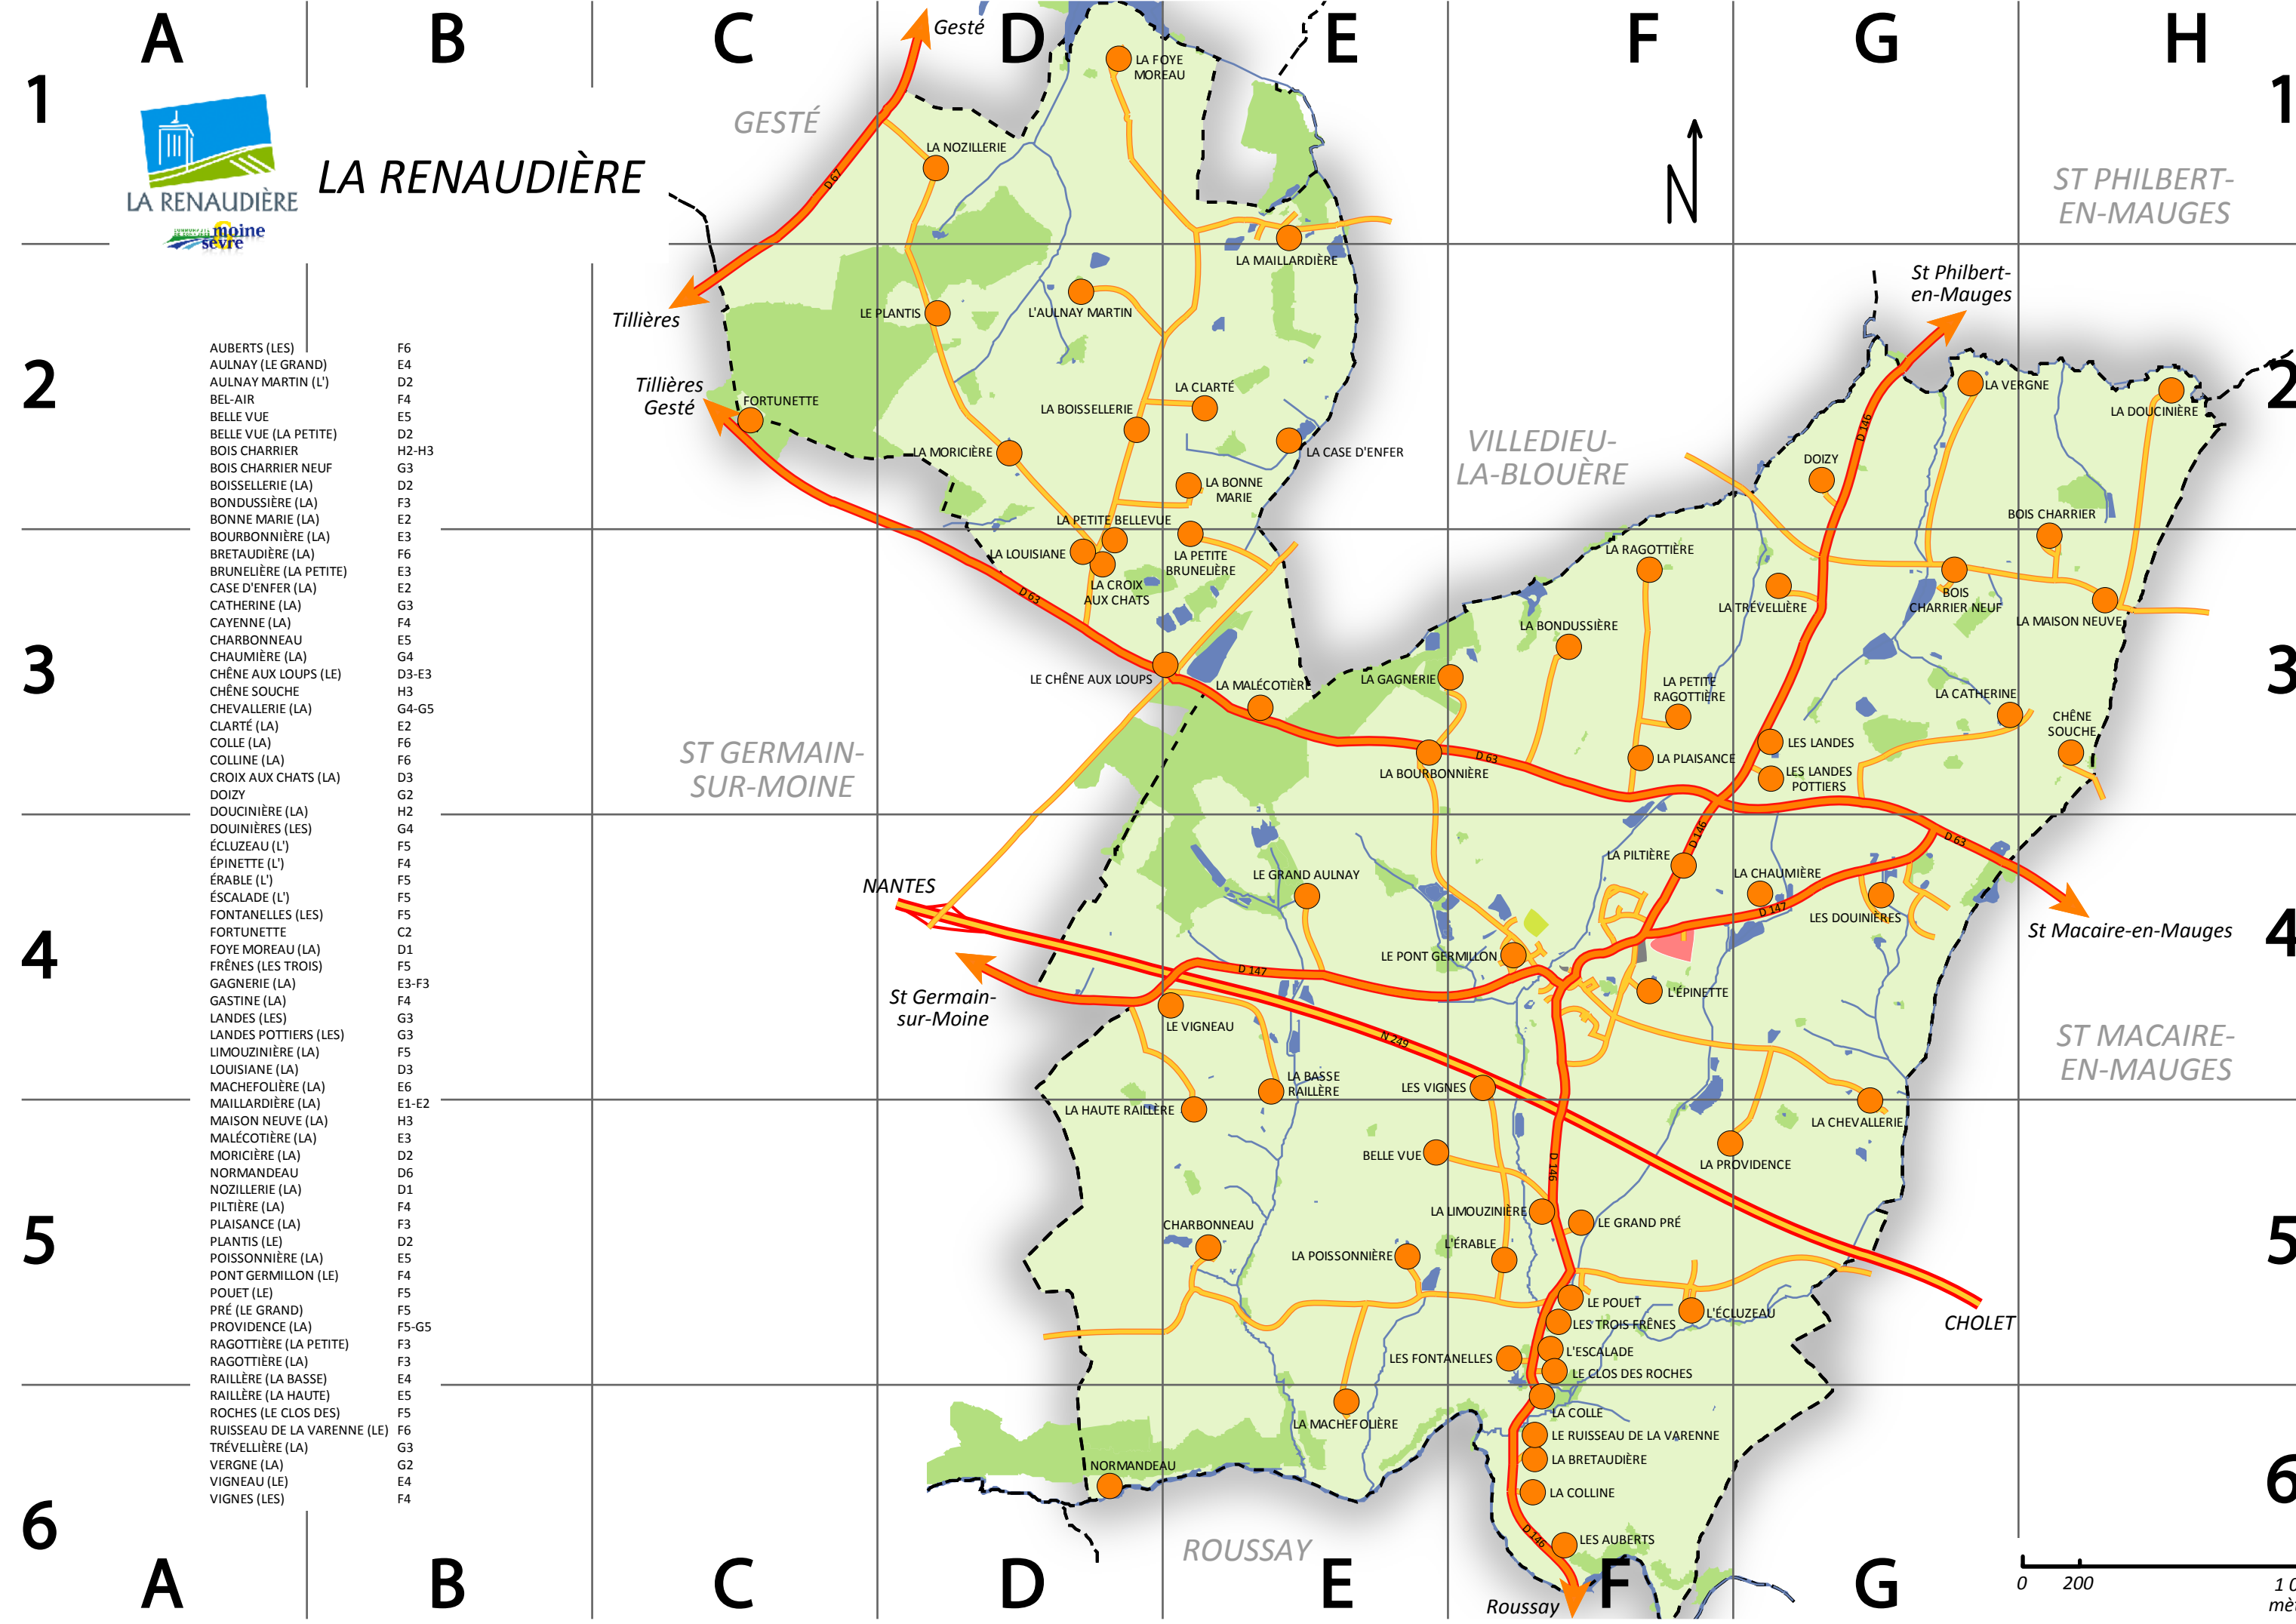 A B C D E F G H
1 1
Gesté
LA FOYE
MOREAU
GESTÉ
LA NOZILLERIE
D 67
N
LA RENAUDIÈRE
LA RENAUDIÈRE
moine
sèvre
ST PHILBERT-
EN-MAUGES
LA MAILLARDIÈRE
St Philbert-
en-Mauges
Tillières
LE PLANTIS
L'AULNAY MARTIN
2 2
Tillières
Gesté
FORTUNETTE
LA CLARTÉ
LA BOISSELLERIE
LA MORICIÈRE
LA CASE D'ENFER
LA BONNE
MARIE
VILLEDIEU-
LA-BLOUÈRE
D 146
LA VERGNE
LA DOUCINIÈRE
DOIZY
BOIS CHARRIER
LA PETITE BELLEVUE
LA LOUISIANE
LA CROIX
AUX CHATS
LA PETITE
BRUNELIÈRE
D 63
LA RAGOTTIÈRE
LA TRÉVELLIÈRE
BOIS
CHARRIER NEUF
LA MAISON NEUVE
LA BONDUSSIÈRE
3 3
LE CHÊNE AUX LOUPS
LA MALÉCOTIÈRE
LA GAGNERIE
LA PETITE
RAGOTTIÈRE
LA CATHERINE
CHÊNE
SOUCHE
ST GERMAIN-
SUR-MOINE
LA BOURBONNIÈRE
D 63
LA PLAISANCE
LES LANDES
LES LANDES
POTTIERS
D 146
D 63
LA PILTIÈRE
LE GRAND AULNAY
LA CHAUMIÈRE
NANTES
D 147
LES DOUINIÈRES
St Macaire-en-Mauges
4 4
LE PONT GERMILLON
D 147
L'ÉPINETTE
St Germain-
sur-Moine
LE VIGNEAU
N 249
ST MACAIRE-
EN-MAUGES
LA BASSE
RAILLÈRE
LES VIGNES
LA HAUTE RAILLÈRE
LA CHEVALLERIE
BELLE VUE
D 146
LA PROVIDENCE
LA LIMOUZINIÈRE
LE GRAND PRÉ
5 5
CHARBONNEAU
L'ÉRABLE
LA POISSONNIÈRE
LE POUET
L'ÉCLUZEAU
LES TROIS FRÊNES
CHOLET
L'ESCALADE
LES FONTANELLES
LE CLOS DES ROCHES
LA COLLE
LA MACHEFOLIÈRE
LE RUISSEAU DE LA VARENNE
LA BRETAUDIÈRE
NORMANDEAU
LA COLLINE
6 6
D 146
LES AUBERTS
ROUSSAY
Roussay
0 200
A B C D E F G
AUBERTS (LES) F6
AULNAY (LE GRAND) E4
AULNAY MARTIN (L') D2
BEL-AIR F4
BELLE VUE E5
BELLE VUE (LA PETITE) D2
BOIS CHARRIER H2-H3
BOIS CHARRIER NEUF G3
BOISSELLERIE (LA) D2
BONDUSSIÈRE (LA) F3
BONNE MARIE (LA) E2
BOURBONNIÈRE (LA) E3
BRETAUDIÈRE (LA) F6
BRUNELIÈRE (LA PETITE) E3
CASE D'ENFER (LA) E2
CATHERINE (LA) G3
CAYENNE (LA) F4
CHARBONNEAU E5
CHAUMIÈRE (LA) G4
CHÊNE AUX LOUPS (LE) D3-E3
CHÊNE SOUCHE H3
CHEVALLERIE (LA) G4-G5
CLARTÉ (LA) E2
COLLE (LA) F6
COLLINE (LA) F6
CROIX AUX CHATS (LA) D3
DOIZY G2
DOUCINIÈRE (LA) H2
DOUINIÈRES (LES) G4
ÉCLUZEAU (L') F5
ÉPINETTE (L') F4
ÉRABLE (L') F5
ÉSCALADE (L') F5
FONTANELLES (LES) F5
FORTUNETTE C2
FOYE MOREAU (LA) D1
FRÊNES (LES TROIS) F5
GAGNERIE (LA) E3-F3
GASTINE (LA) F4
LANDES (LES) G3
LANDES POTTIERS (LES) G3
LIMOUZINIÈRE (LA) F5
LOUISIANE (LA) D3
MACHEFOLIÈRE (LA) E6
MAILLARDIÈRE (LA) E1-E2
MAISON NEUVE (LA) H3
MALÉCOTIÈRE (LA) E3
MORICIÈRE (LA) D2
NORMANDEAU D6
NOZILLERIE (LA) D1
PILTIÈRE (LA) F4
PLAISANCE (LA) F3
PLANTIS (LE) D2
POISSONNIÈRE (LA) E5
PONT GERMILLON (LE) F4
POUET (LE) F5
PRÉ (LE GRAND) F5
PROVIDENCE (LA) F5-G5
RAGOTTIÈRE (LA PETITE) F3
RAGOTTIÈRE (LA) F3
RAILLÈRE (LA BASSE) E4
RAILLÈRE (LA HAUTE) E5
ROCHES (LE CLOS DES) F5
RUISSEAU DE LA VARENNE (LE) F6
TRÉVELLIÈRE (LA) G3
VERGNE (LA) G2
VIGNEAU (LE) E4
VIGNES (LES) F4